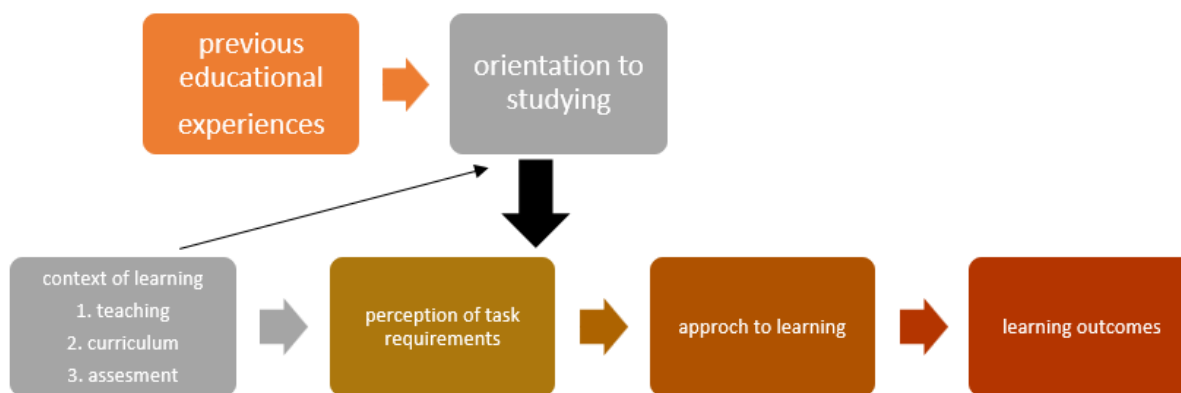 previous
educational
experiences
orientation to
studying
context of learning
1. teaching
2. curriculum
3. assesment
perception of task
requirements
approch to learning
learning outcomes